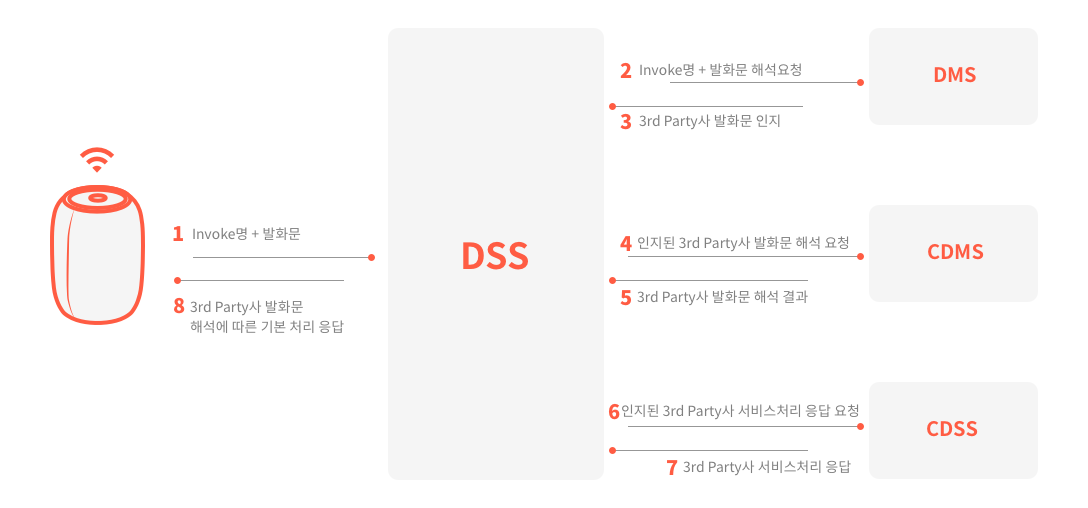 1 Invoke명 + 발화문
8 3rd Party사 발화문
해석에 따른 기본 처리 응답
DSS
2 Invoke명 + 발화문 해석요청
3 3rd Party사 발화문 인지
DMS
4 인지된 3rd Party사 발화문 해석 요청
5 3rd Party사 발화문 해석 결과
CDMS
6 인지된 3rd Party사 서비스처리 응답 요청
7 3rd Party사 서비스처리 응답
CDSS